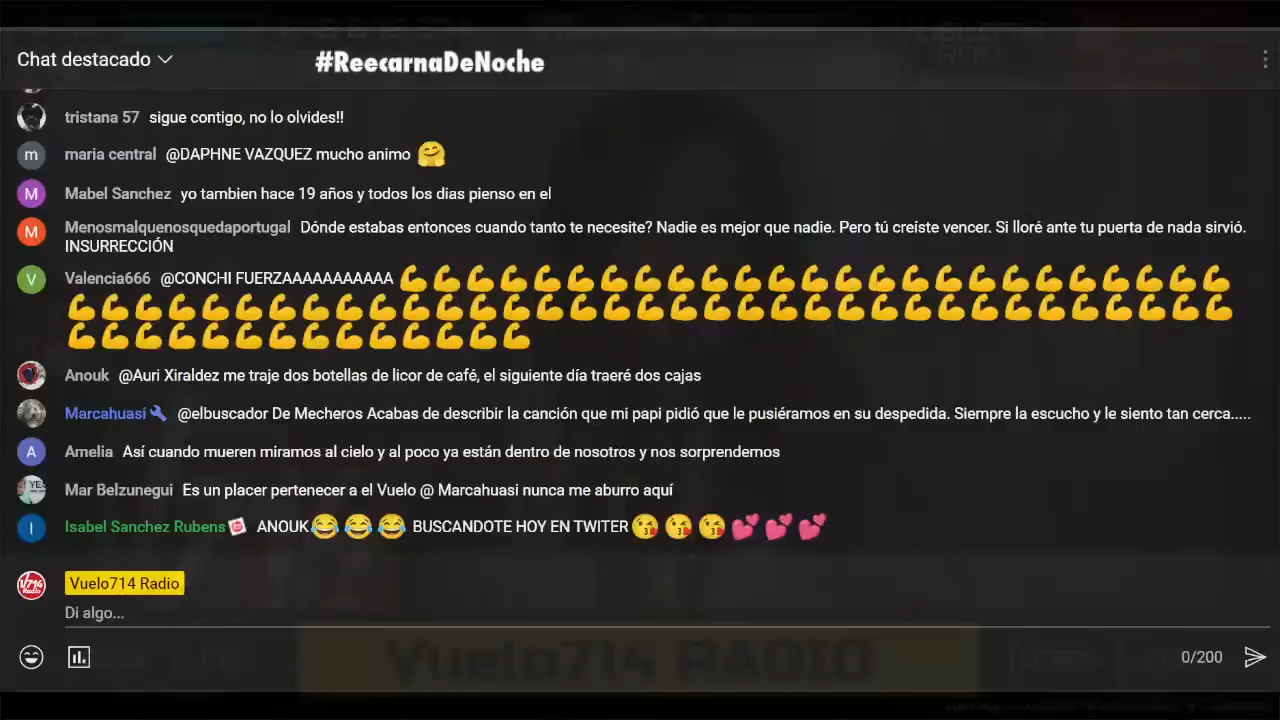 Chat destacado
#ReecarnaDeNoche
tristana 57 sigue contigo, no lo olvides!!
m
maria central @DAPHNE VAZQUEZ mucho animo 🤗
M
Mabel Sanchez yo tambien hace 19 años y todos los dias pienso en el
M
Menosmalquenosquedaportugal Dónde estabas entonces cuando tanto te necesite? Nadie es mejor que nadie. Pero tú creíste vencer. Si lloré ante tu puerta de nada sirvió.
INSURRECCIÓN
V
Valencia666 @CONCHI FUERZAAAAAAAAAAA 💪💪💪💪💪💪💪💪💪💪💪💪💪💪💪💪💪💪💪💪💪💪💪💪💪
💪💪💪💪💪💪💪💪💪💪💪💪💪💪💪💪💪💪💪💪💪💪💪💪💪💪💪💪💪💪💪💪💪💪💪
💪💪💪💪💪💪💪💪💪💪💪💪💪💪
Anouk @Auri Xiraldez me traje dos botellas de licor de café, el siguiente día traeré dos cajas
Marcahuasi @elbuscador De Mecheros Acabas de describir la canción que mi papi pidió que le pusiéramos en su despedida. Siempre la escucho y le siento tan cerca.....
A
Amelia Así cuando mueren miramos al cielo y al poco ya están dentro de nosotros y nos sorprendemos
YES
Mar Belzunegui Es un placer pertenecer a el Vuelo @ Marcahuasi nunca me aburro aquí
I
Isabel Sanchez Rubens ANOUK😂😂😂 BUSCANDOTE HOY EN TWITER😘😘😘💕💕💕
V714
Radio
Vuelo714 Radio
Di algo...
Vuelo714 RADIO
0/200